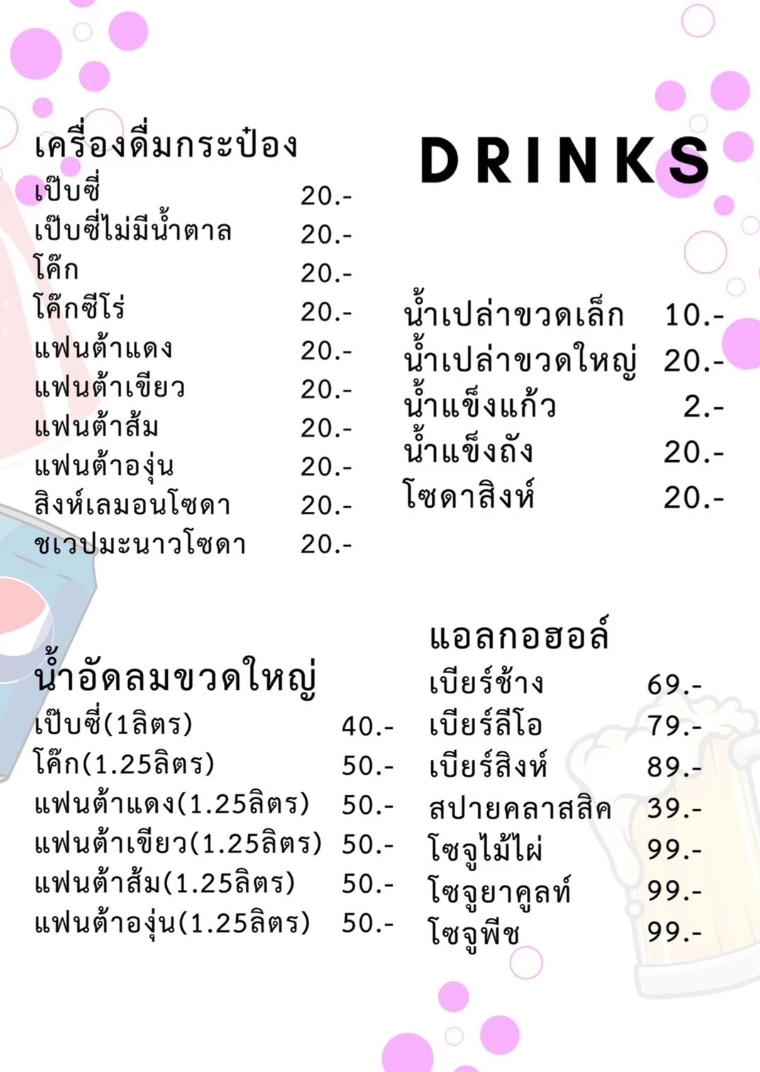 DRINKS
เครื่องดื่มกระป๋อง
เป๊บซี่ 20.-
เป๊บซี่ไม่มีน้ำตาล 20.-
โค๊ก 20.-
โค๊กซีโร่ 20.-
แฟนต้าแดง 20.-
แฟนต้าเขียว 20.-
แฟนต้าส้ม 20.-
แฟนต้าองุ่น 20.-
สิงห์เลมอนโซดา 20.-
ชเวปมะนาวโซดา 20.-
น้ำเปล่าขวดเล็ก 10.-
น้ำเปล่าขวดใหญ่ 20.-
น้ำแข็งแก้ว 2.-
น้ำแข็งถัง 20.-
โซดาสิงห์ 20.-
น้ำอัดลมขวดใหญ่
เป๊บซี่(1ลิตร) 40.-
โค๊ก(1.25ลิตร) 50.-
แฟนต้าแดง(1.25ลิตร) 50.-
แฟนต้าเขียว(1.25ลิตร) 50.-
แฟนต้าส้ม(1.25ลิตร) 50.-
แฟนต้าองุ่น(1.25ลิตร) 50.-
แอลกอฮอล์
เบียร์ช้าง 69.-
เบียร์ลีโอ 79.-
เบียร์สิงห์ 89.-
สปายคลาสสิค 39.-
โซจูไม้ไผ่ 99.-
โซจูยาคูลท์ 99.-
โซจูพีช 99.-